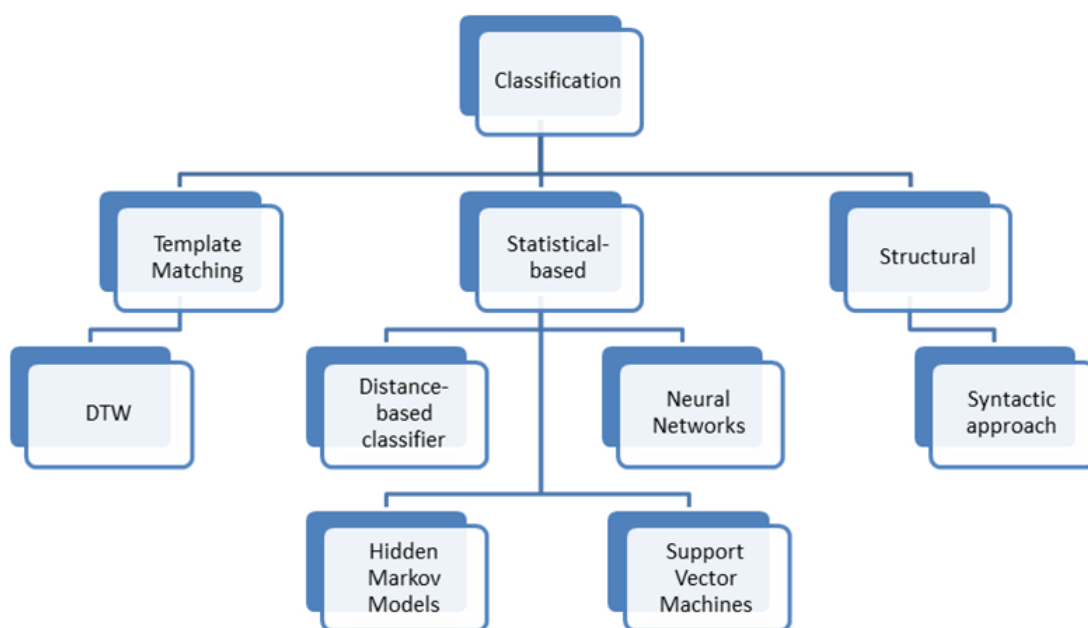 Classification
Template
Matching
Statistical-
based
Structural
DTW
Distance-
based
classifier
Neural
Networks
Syntactic
approach
Hidden
Markov
Models
Support
Vector
Machines